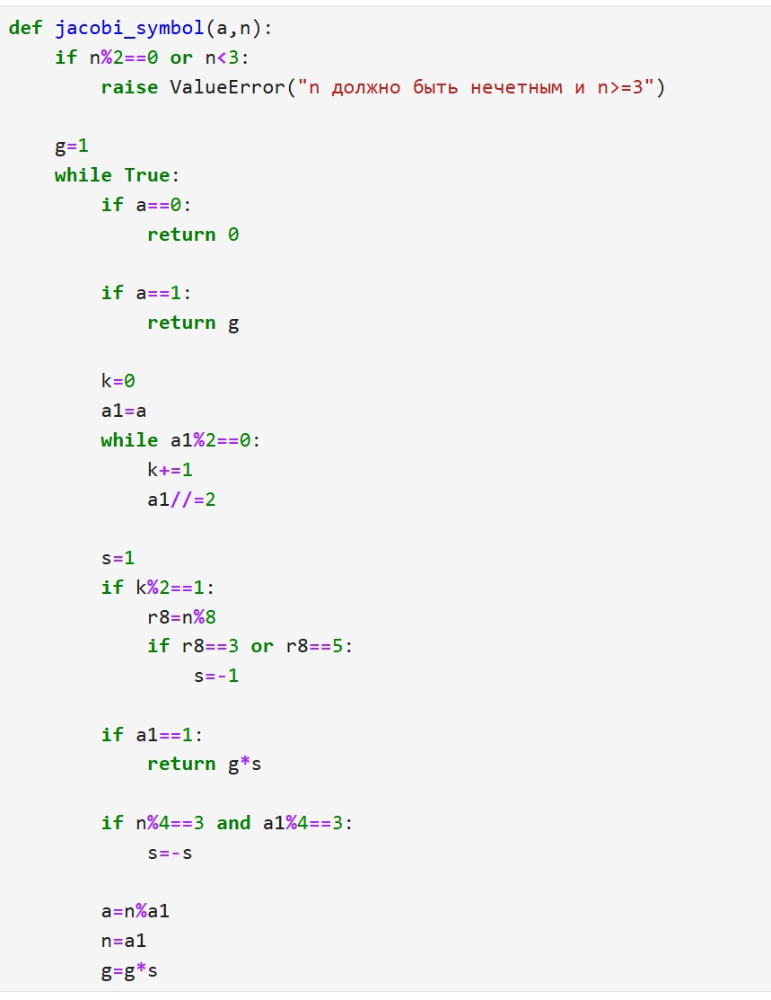 def jacobi_symbol(a,n):
    if n%2==0 or n<3:
        raise ValueError("n должно быть нечетным и n>=3")

    g=1
    while True:
        if a==0:
            return 0

        if a==1:
            return g

        k=0
        a1=a
        while a1%2==0:
            k+=1
            a1//=2

        s=1
        if k%2==1:
            r8=n%8
            if r8==3 or r8==5:
                s=-1

        if a1==1:
            return g*s

        if n%4==3 and a1%4==3:
            s=-s

        a=n%a1
        n=a1
        g=g*s